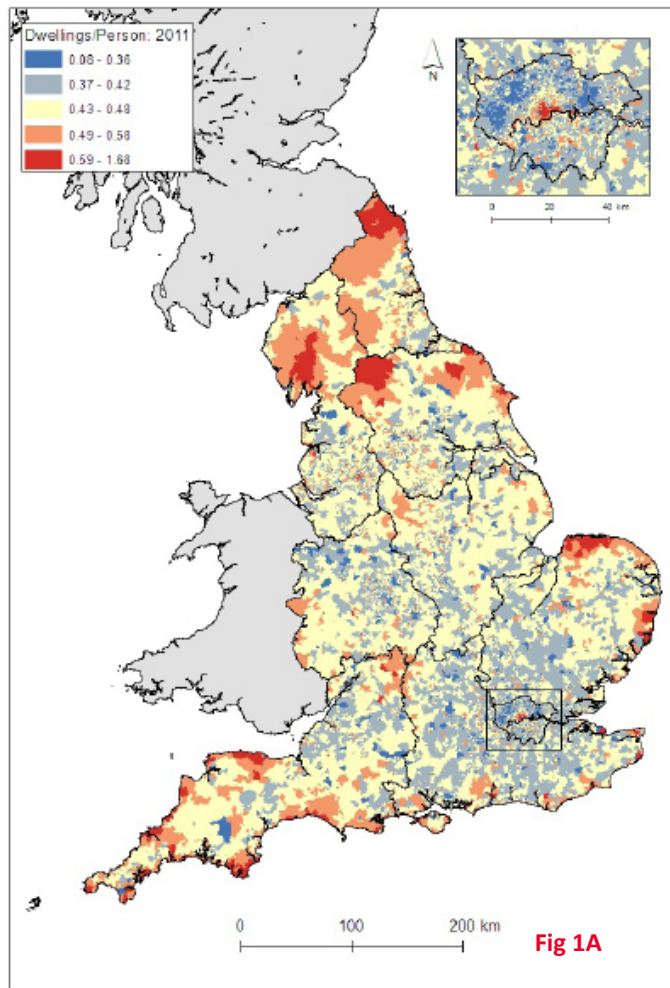 Dwellings/Person: 2011
0.08 - 0.36
0.37 - 0.42
0.43 - 0.48
0.49 - 0.58
0.59 - 1.68
N
0 20 40 km
0 100 200 km
Fig 1A